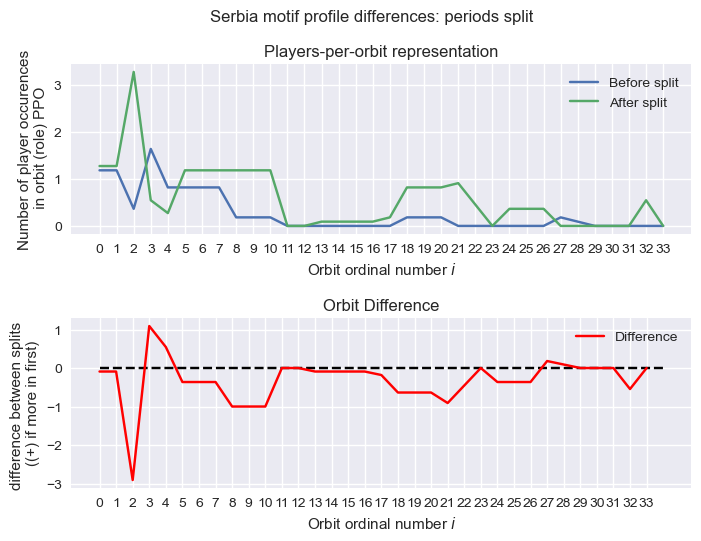 Serbia motif profile differences: periods split
Players-per-orbit representation
Number of player occurences
in orbit (role) PPO
3
2
1
0
Before split
After split
0 1 2 3 4 5 6 7 8 9 10 11 12 13 14 15 16 17 18 19 20 21 22 23 24 25 26 27 28 29 30 31 32 33
Orbit ordinal number i
Orbit Difference
difference between splits
((+) if more in first)
1
0
−1
−2
−3
Difference
0 1 2 3 4 5 6 7 8 9 10 11 12 13 14 15 16 17 18 19 20 21 22 23 24 25 26 27 28 29 30 31 32 33
Orbit ordinal number i